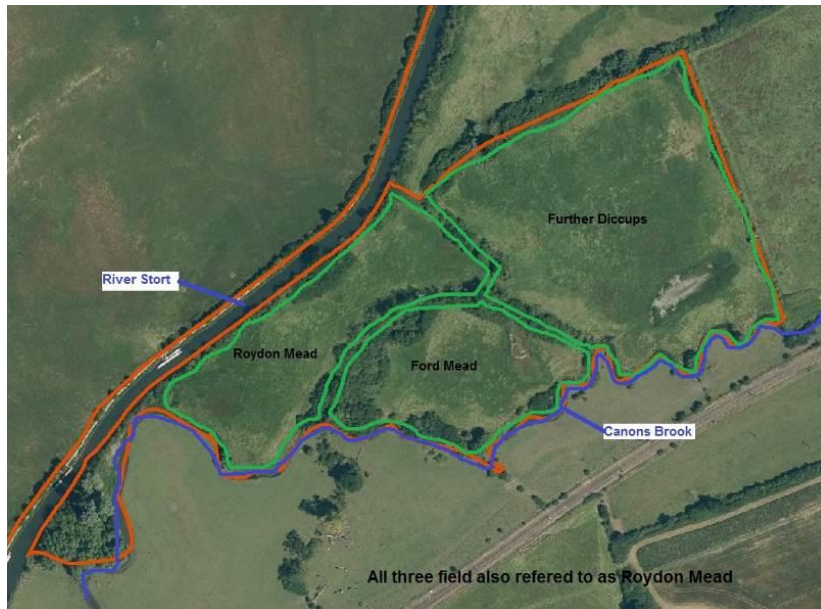 Further Diccups
River Stort
Roydon Mead
Ford Mead
Canons Brook
All three field also refered to as Roydon Mead